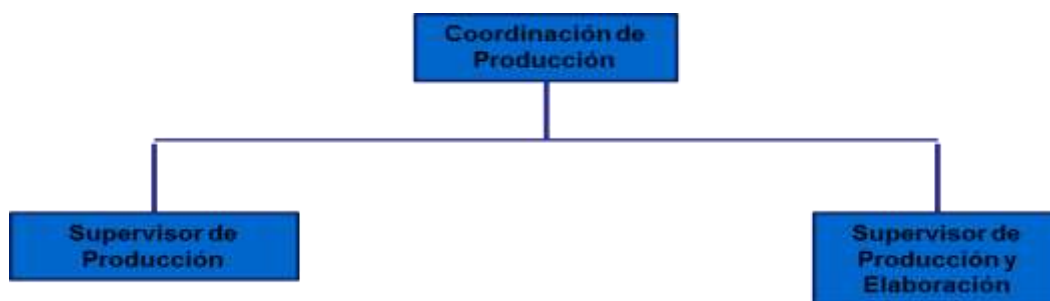 Coordinación de
Producción
Supervisor de
Producción
Supervisor de
Producción y
Elaboración